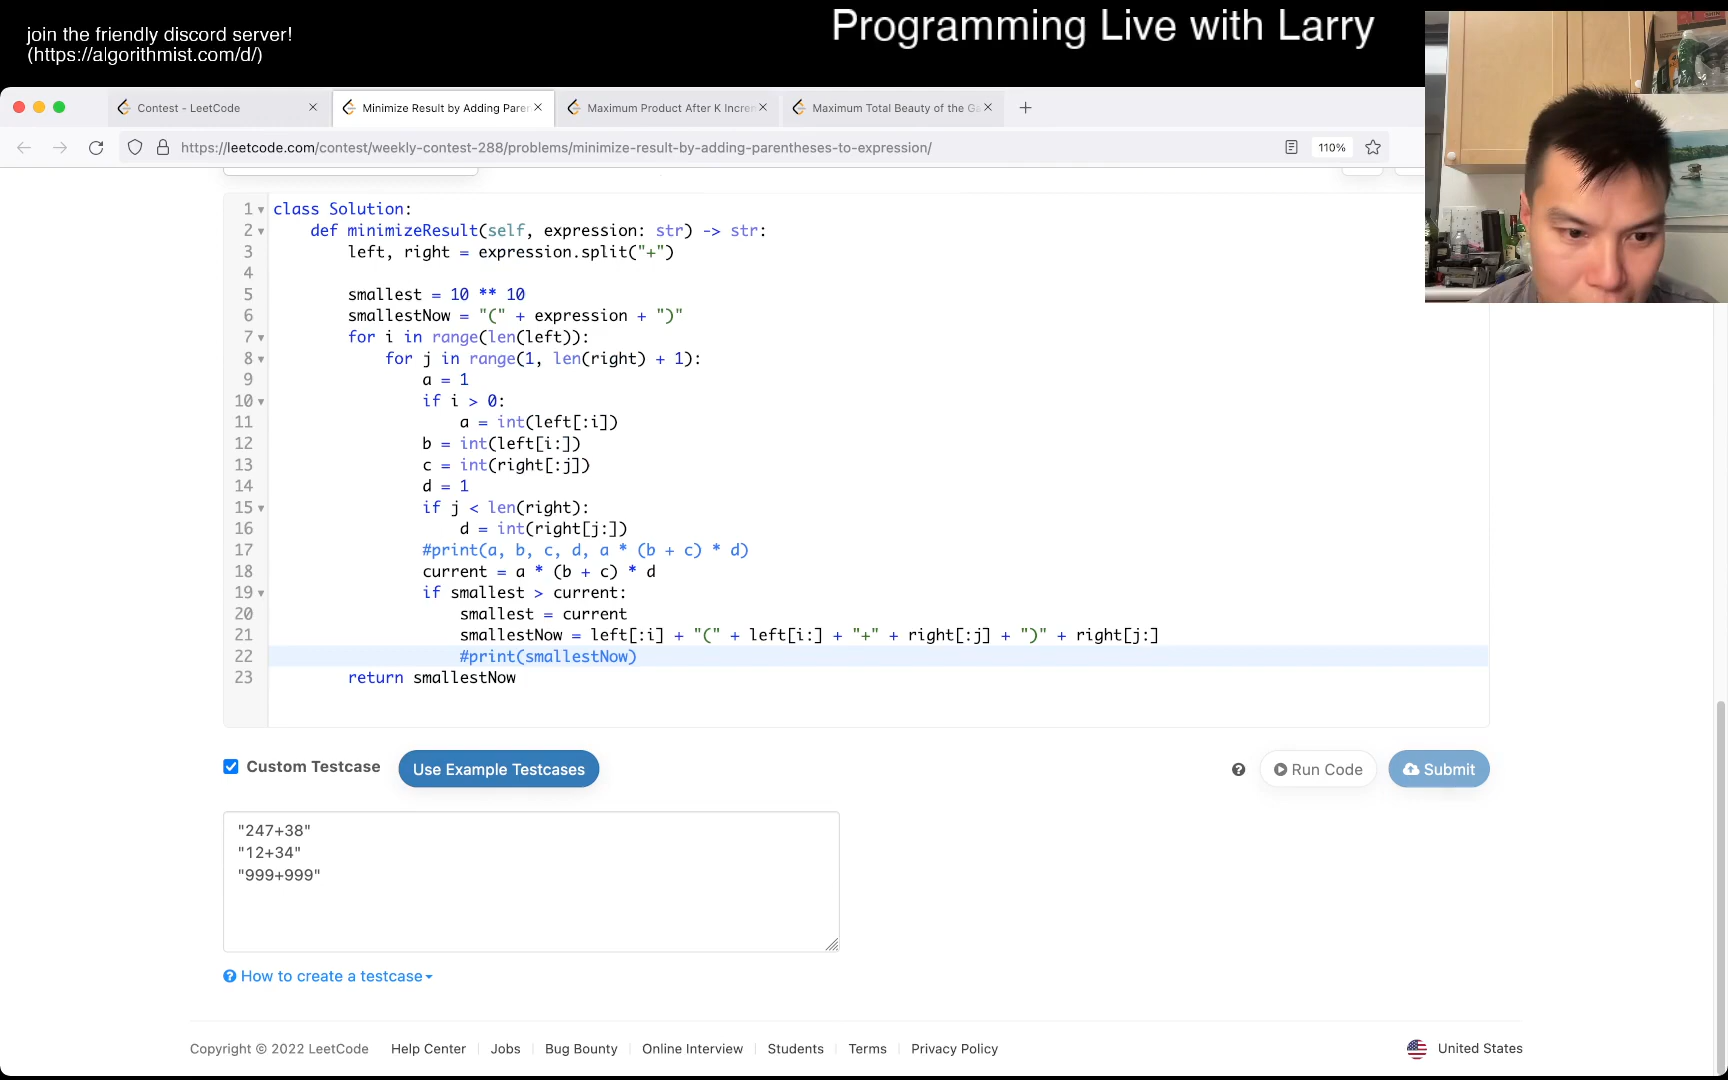 join the friendly discord server!
(https://algorithmist.com/d/)
Programming Live with Larry
Contest - LeetCode
Minimize Result by Adding Paren
Maximum Product After K Increm
Maximum Total Beauty of the Ga
https://leetcode.com/contest/weekly-contest-288/problems/minimize-result-by-adding-parentheses-to-expression/
110%
1 class Solution:
2 def minimizeResult(self, expression: str) -> str:
3 left, right = expression.split("+")
4
5 smallest = 10 ** 10
6 smallestNow = "(" + expression + ")"
7 for i in range(len(left)):
8 for j in range(1, len(right) + 1):
9 a = 1
10 if i > 0:
11 a = int(left[:i])
12 b = int(left[i:])
13 c = int(right[:j])
14 d = 1
15 if j < len(right):
16 d = int(right[j:])
17 #print(a, b, c, d, a * (b + c) * d)
18 current = a * (b + c) * d
19 if smallest > current:
20 smallest = current
21 smallestNow = left[:i] + "(" + left[i:] + "+" + right[:j] + ")" + right[j:]
22 #print(smallestNow)
23 return smallestNow
Custom Testcase
Use Example Testcases
Run Code
Submit
"247+38"
"12+34"
"999+999"
How to create a testcase
Copyright © 2022 LeetCode
Help Center
Jobs
Bug Bounty
Online Interview
Students
Terms
Privacy Policy
United States